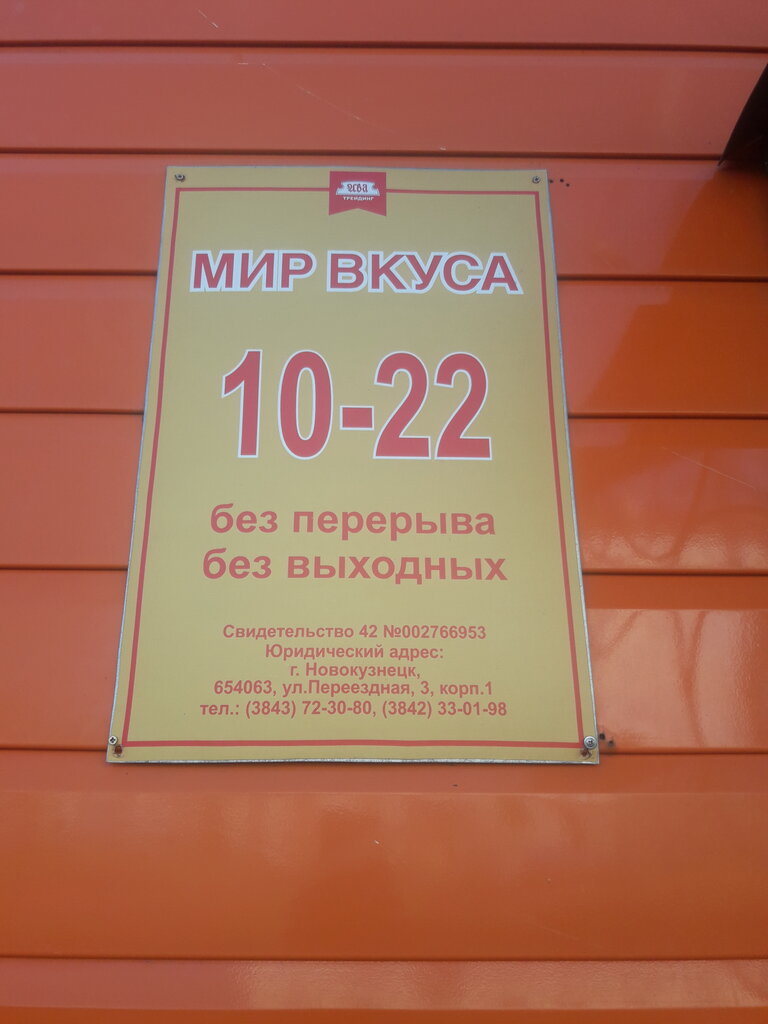 ТРЕЙДИНГ
МИР ВКУСА
10-22
без перерыва
без выходных
Свидетельство 42 №002766953
Юридический адрес:
г. Новокузнецк,
654063, ул.Переездная, 3, корп.1
тел.: (3843) 72-30-80, (3842) 33-01-98